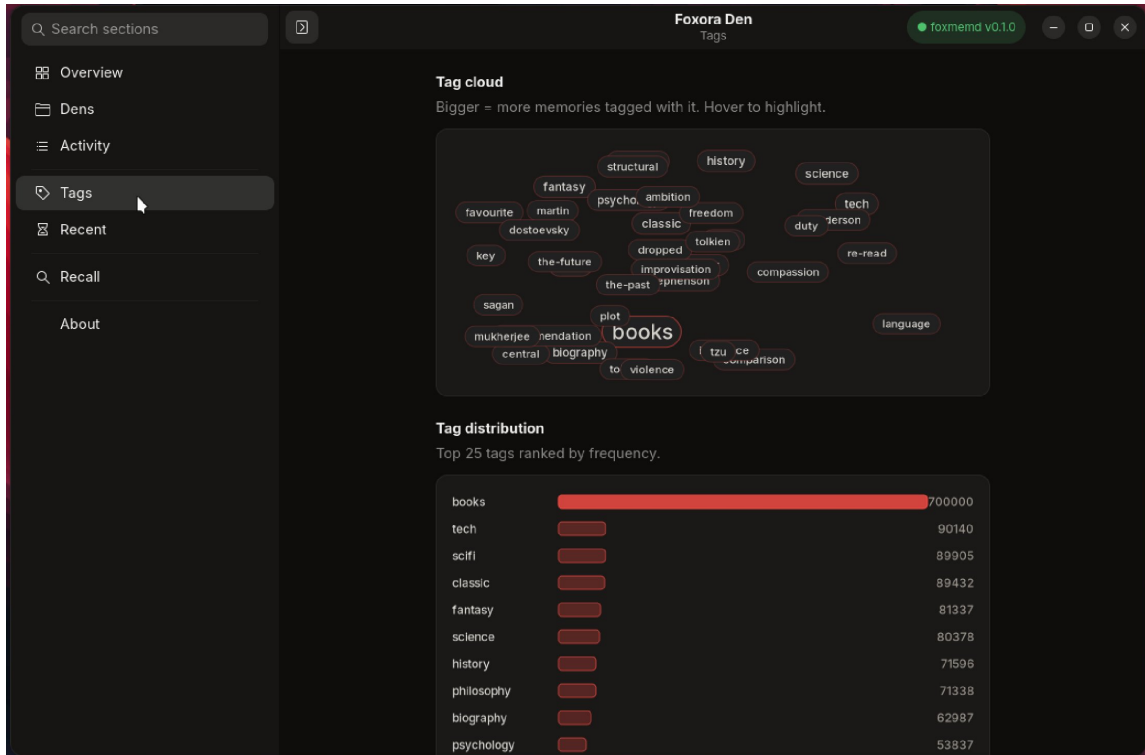 Search sections
Overview
Dens
Activity
Tags
Recent
Recall
About
Foxora Den
Tags
foxmemd v0.1.0
Tag cloud
Bigger = more memories tagged with it. Hover to highlight.
structural
history
science
fantasy
ambition
tech
favourite
martin
classic
freedom
duty
dostoevsky
dropped
tolkien
re-read
key
the-future
improvisation
compassion
the-past
sagan
plot
books
language
mukherjee
central
biography
tzu
violence
Tag distribution
Top 25 tags ranked by frequency.
books 700000
tech 90140
scifi 89905
classic 89432
fantasy 81337
science 80378
history 71596
philosophy 71338
biography 62987
psychology 53837